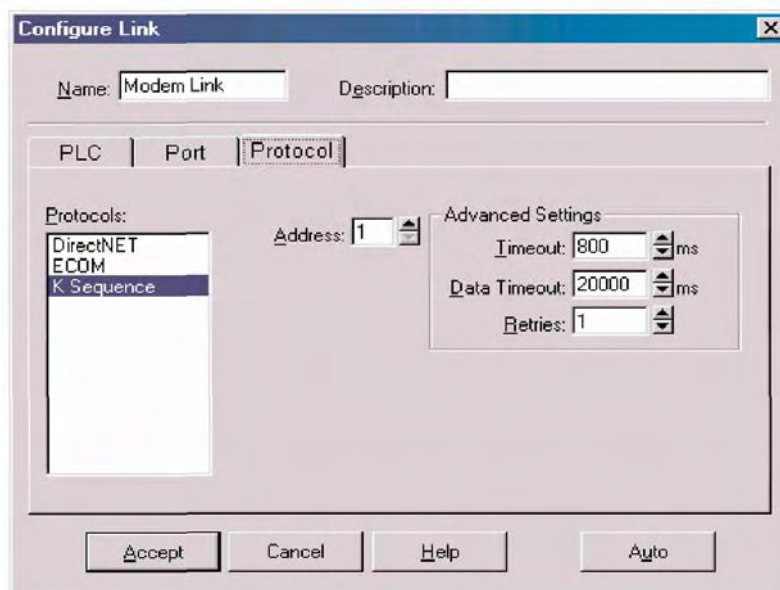 Configure Link
Name: Modem Link Description:
PLC Port Protocol
Protocols:
DirectNET
ECOM
K Sequence
Address: 1
Advanced Settings
Timeout: 800 ms
Data Timeout: 20000 ms
Retries: 1
Accept Cancel Help Auto